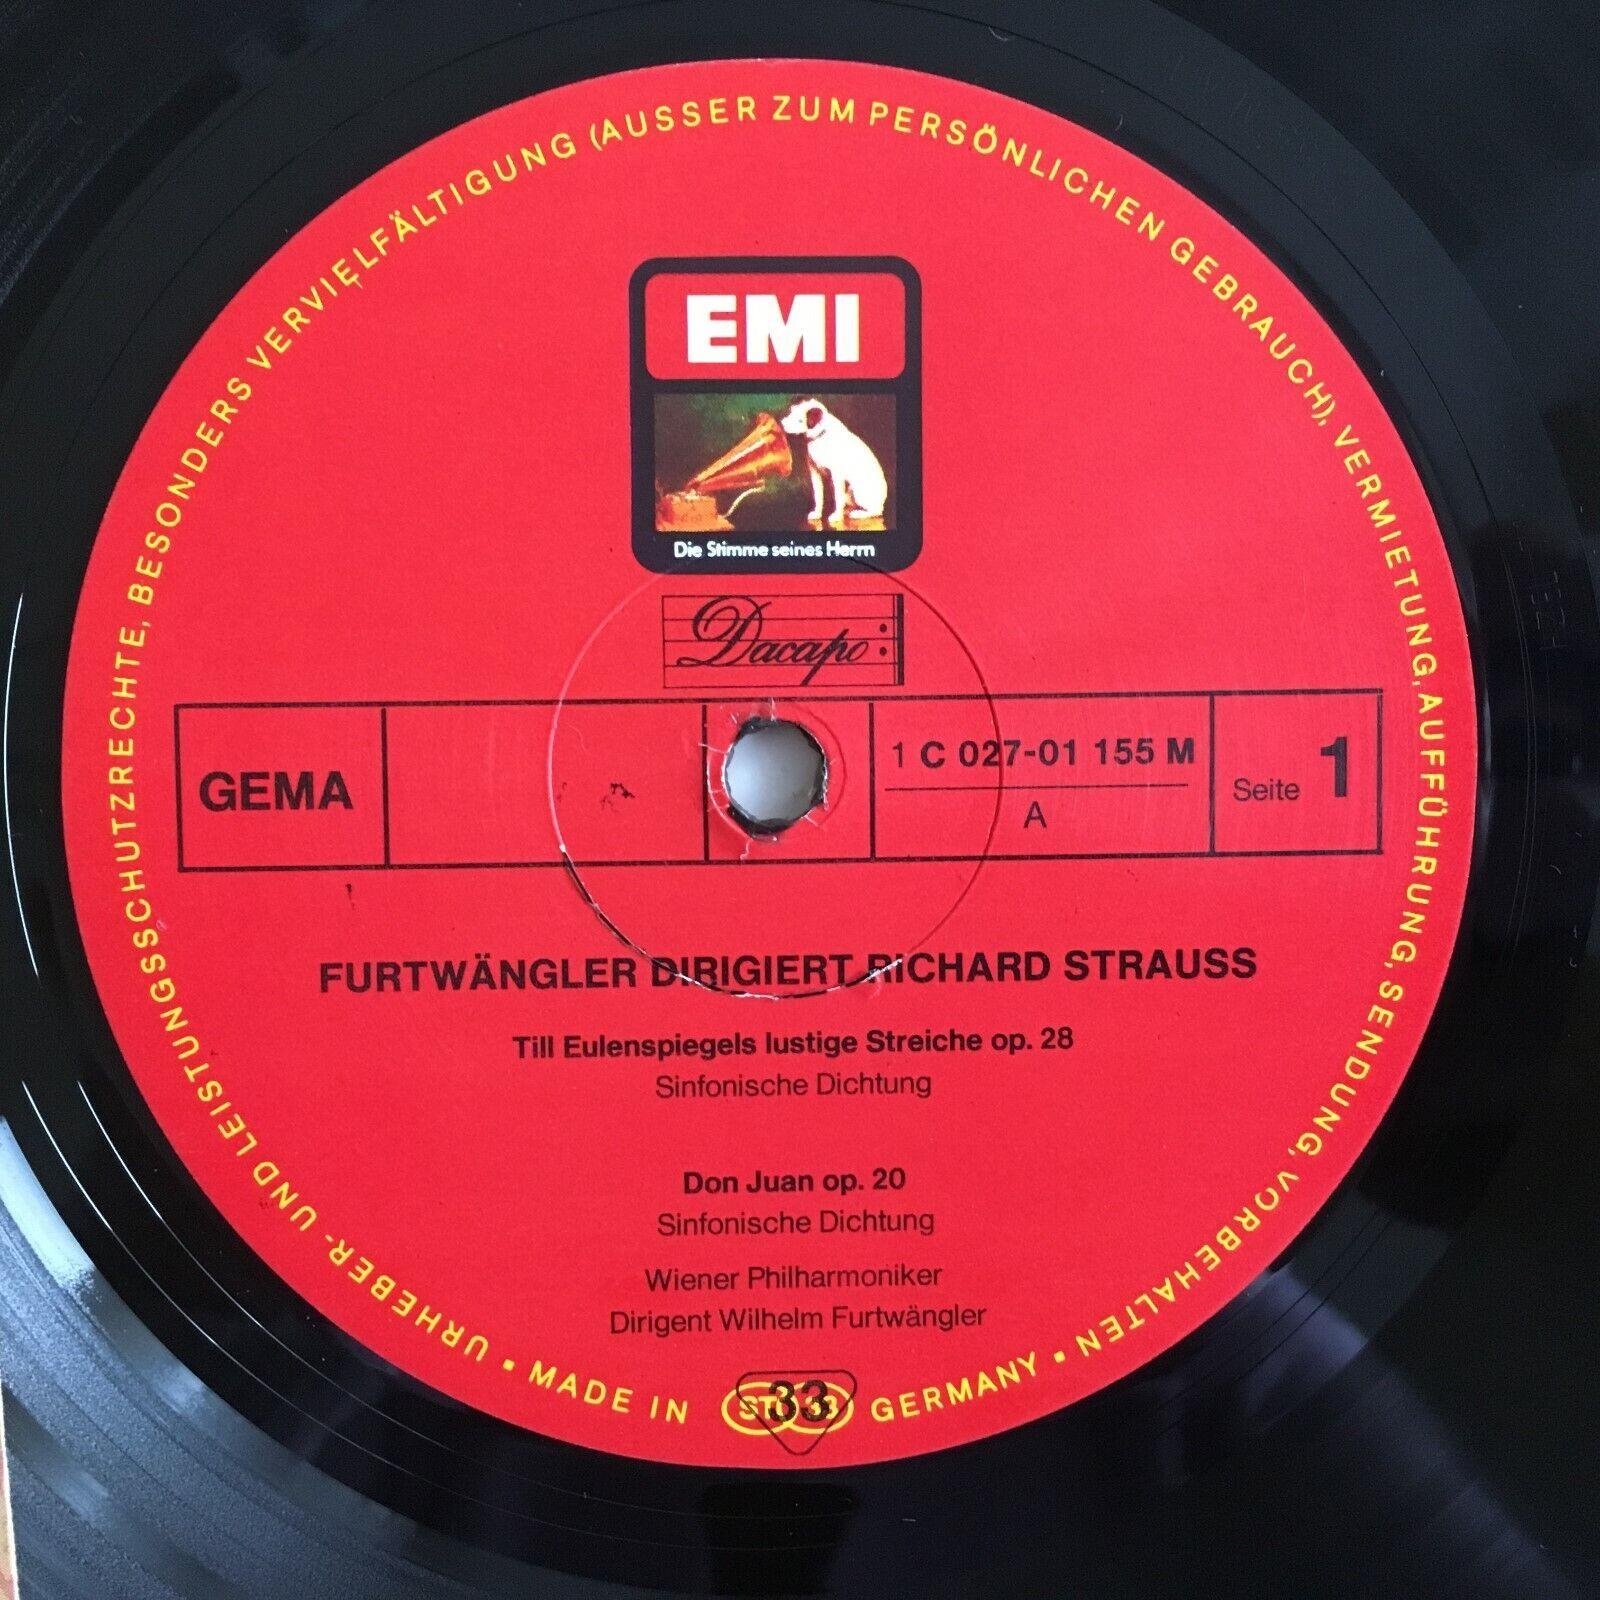 URHEBER- UND LEISTUNGSSCHUTZRECHTE, BESONDERS VERVIELFÄLTIGUNG (AUSSER ZUM PERSÖNLICHEN GEBRAUCH), VERMIETUNG, AUFFÜHRUNG, SENDUNG, VORBEHALTEN
EMI
Die Stimme seines Herrn
Dacapo
GEMA
1 C 027-01 155 M
A
Seite 1
FURTWÄNGLER DIRIGIERT RICHARD STRAUSS
Till Eulenspiegels lustige Streiche op. 28
Sinfonische Dichtung
Don Juan op. 20
Sinfonische Dichtung
Wiener Philharmoniker
Dirigent Wilhelm Furtwängler
MADE IN GERMANY
33